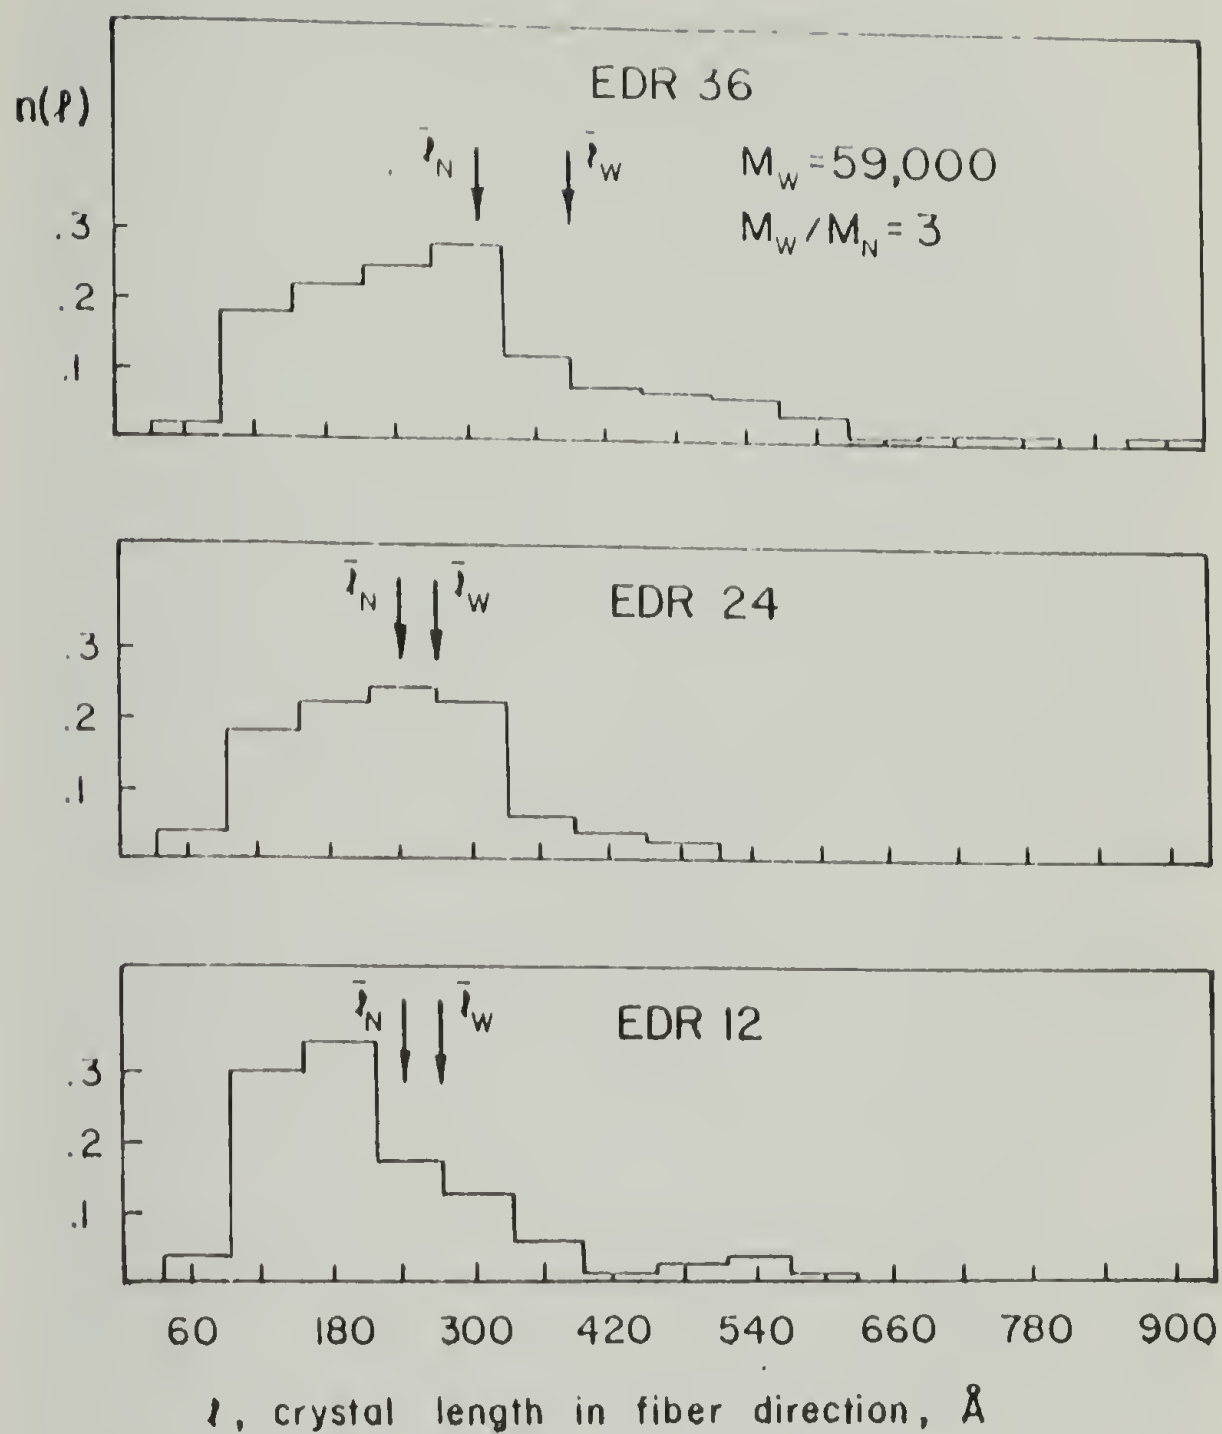 EDR 36
n(ℓ)
l̄N l̄W
MW = 59,000
MW / MN = 3
.3
.2
.1
l̄N l̄W
EDR 24
.3
.2
.1
l̄N l̄W
EDR 12
.3
.2
.1
60 180 300 420 540 660 780 900
ℓ, crystal length in fiber direction, Å